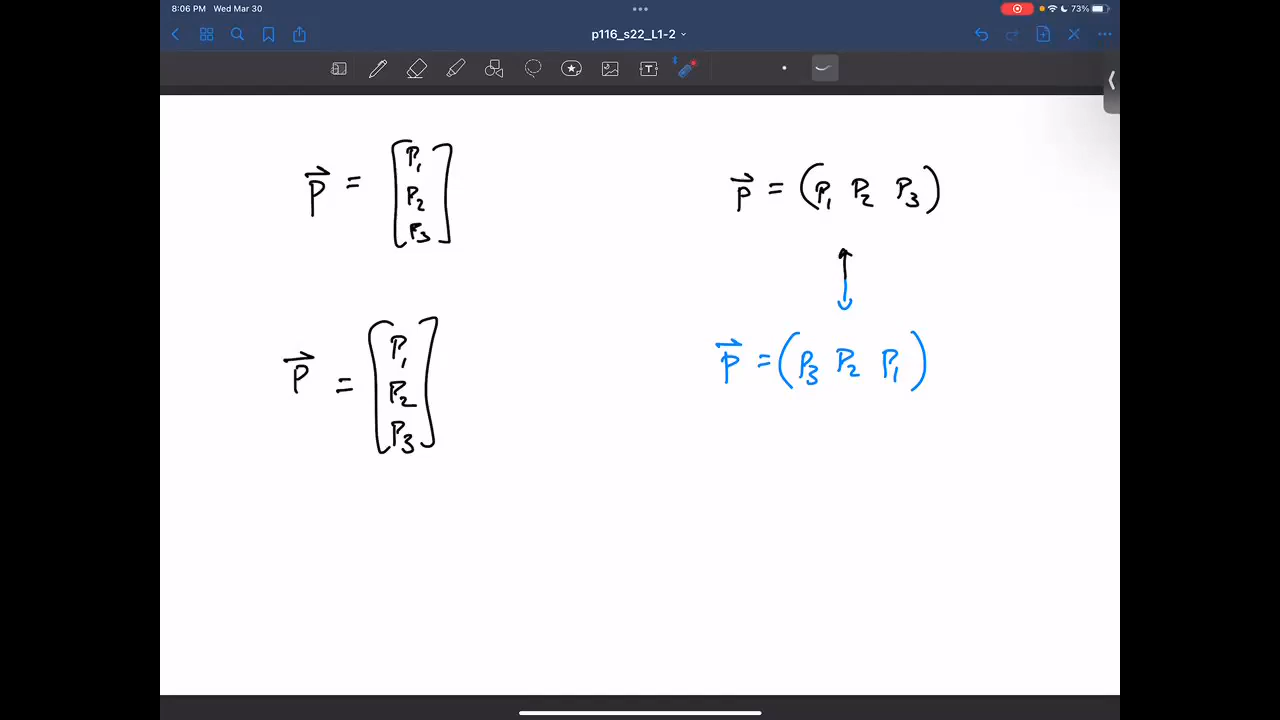 8:06 PM Wed Mar 30
73%
p116_s22_L1-2
T
p⃗ = [p₁
p₂
p₃]
p⃗ = (p₁ p₂ p₃)
p⃗ = [p₁
p₂
p₃]
p⃗ = (p₃ p₂ p₁)